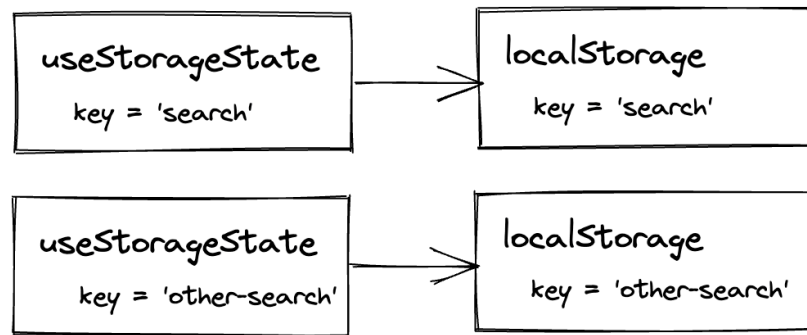 useStorageState
key = 'search'
localStorage
key = 'search'
useStorageState
key = 'other-search'
localStorage
key = 'other-search'